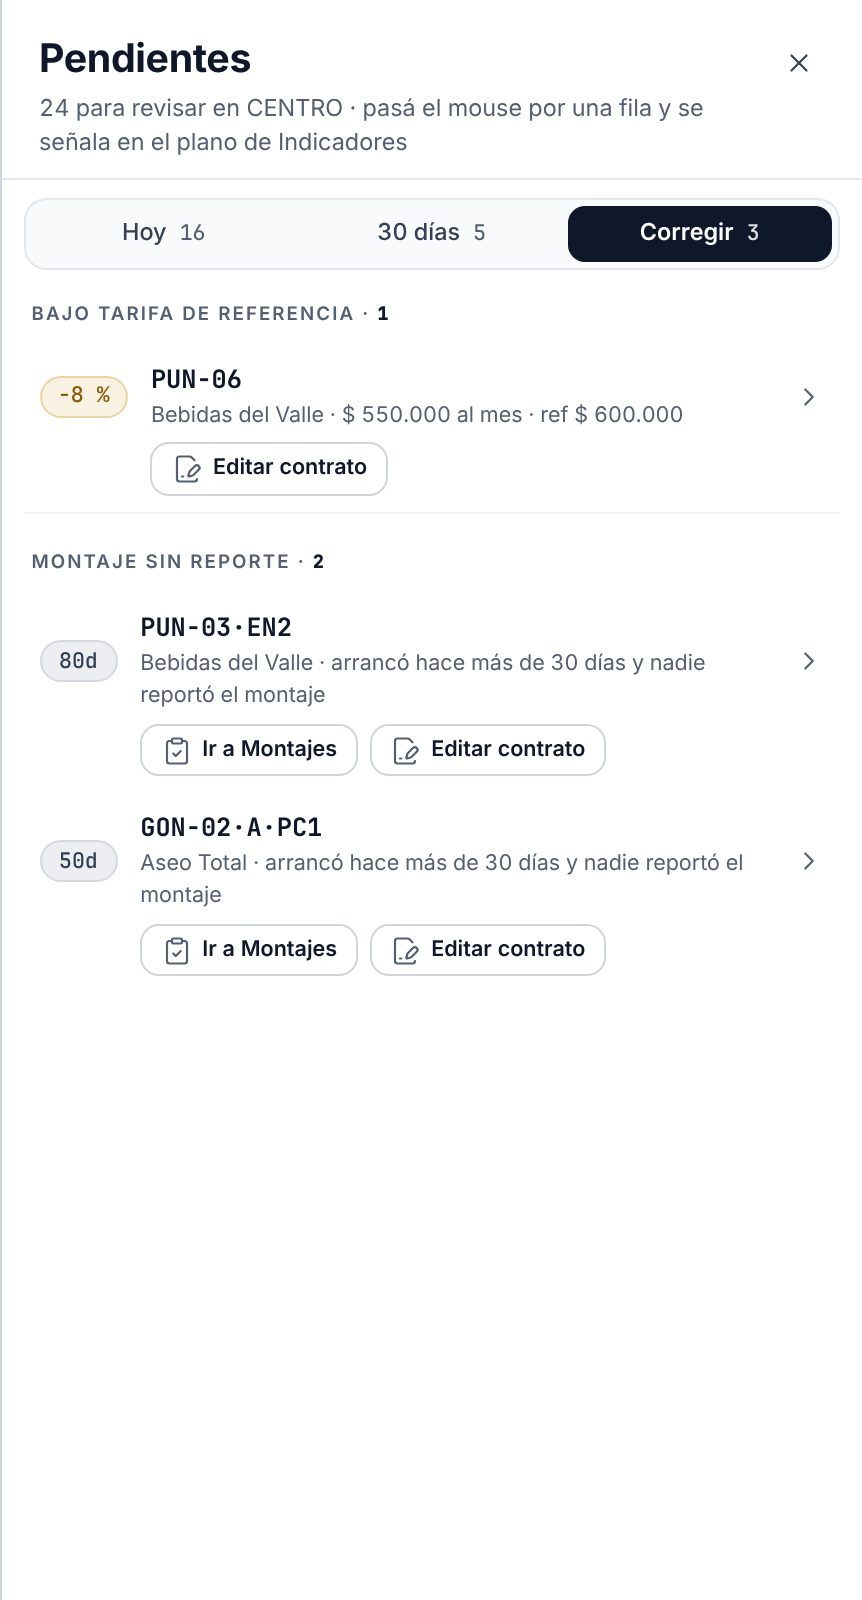 Pendientes
24 para revisar en CENTRO · pasá el mouse por una fila y se
señala en el plano de Indicadores
Hoy 16 30 días 5 Corregir 3
BAJO TARIFA DE REFERENCIA · 1
-8 %
PUN-06
Bebidas del Valle · $ 550.000 al mes · ref $ 600.000
Editar contrato
MONTAJE SIN REPORTE · 2
80d
PUN-03·EN2
Bebidas del Valle · arrancó hace más de 30 días y nadie
reportó el montaje
Ir a Montajes Editar contrato
50d
GON-02·A·PC1
Aseo Total · arrancó hace más de 30 días y nadie reportó el
montaje
Ir a Montajes Editar contrato